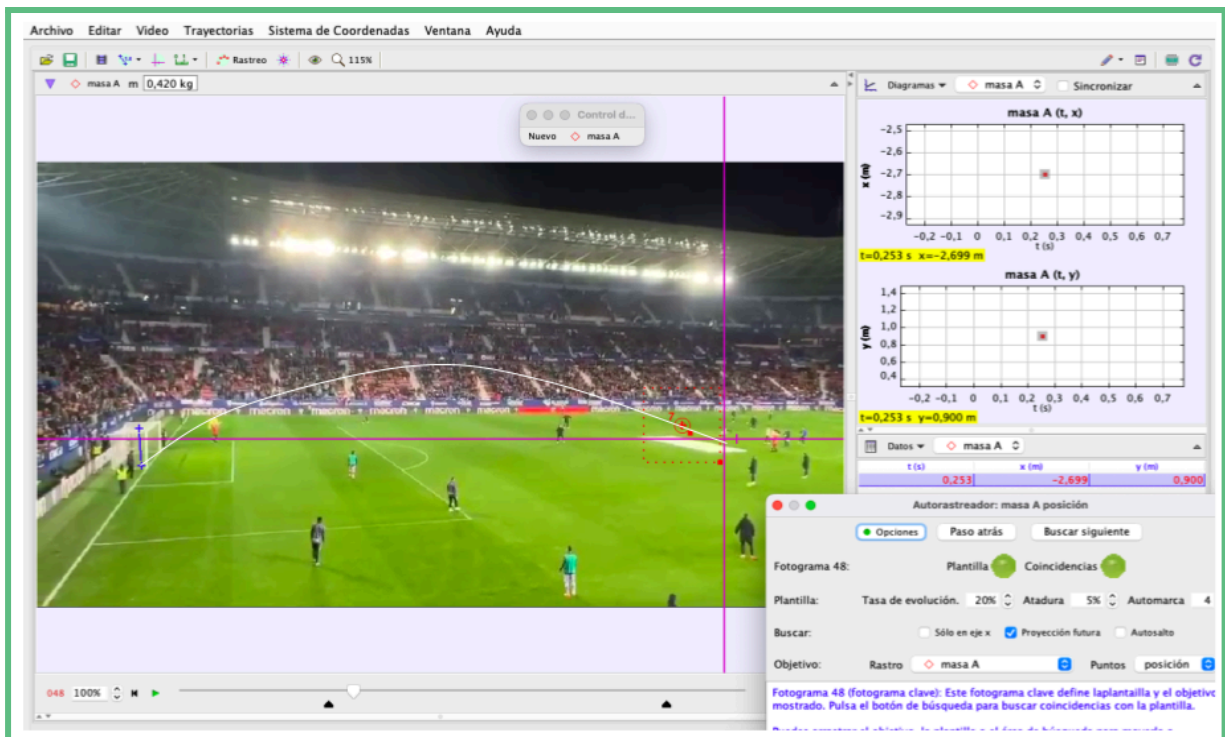 Archivo Editar Video Trayectorias Sistema de Coordenadas Ventana Ayuda
Rastreo 115%
masa A m 0,420 kg
Control d...
Nuevo masa A
Diagramas masa A Sincronizar
masa A (t, x)
-2,5
-2,6
-2,7
-2,8
-2,9
x (m)
-0,2 -0,1 0 0,1 0,2 0,3 0,4 0,5 0,6 0,7
t (s)
t=0,253 s x=-2,699 m
masa A (t, y)
1,4
1,2
1,0
0,8
0,6
0,4
y (m)
-0,2 -0,1 0 0,1 0,2 0,3 0,4 0,5 0,6 0,7
t (s)
t=0,253 s y=0,900 m
Datos masa A
t (s) x (m) y (m)
0,253 -2,699 0,900
macron macron macron macron macron
7
Autorastreador: masa A posición
Opciones Paso atrás Buscar siguiente
Fotograma 48: Plantilla Coincidencias
Plantilla: Tasa de evolución. 20% Atadura 5% Automarca 4
Buscar: Sólo en eje x Proyección futura Autosalto
Objetivo: Rastro masa A Puntos posición
Fotograma 48 (fotograma clave): Este fotograma clave define laplantailla y el objetivo
mostrado. Pulsa el botón de búsqueda para buscar coincidencias con la plantilla.
048 100%